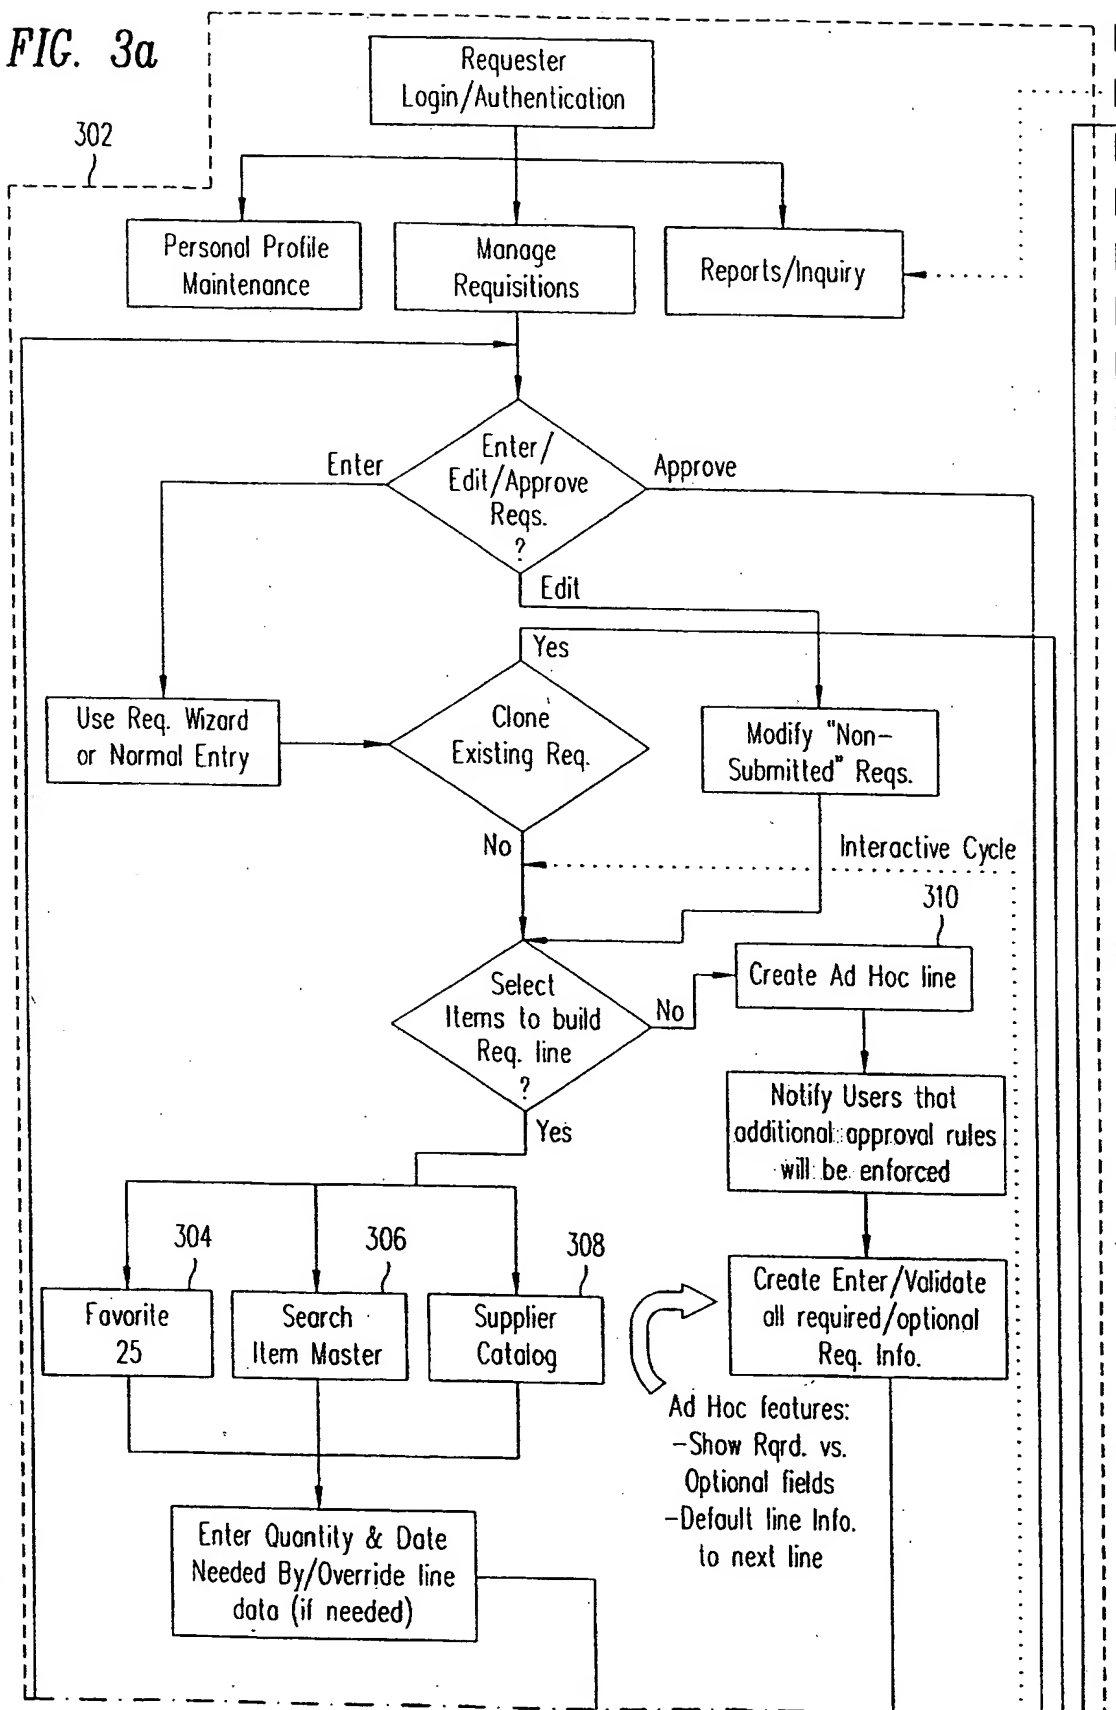 FIG. 3a
Requester
Login/Authentication
302
Personal Profile
Maintenance
Manage
Requisitions
Reports/Inquiry
Enter
Enter/
Edit/Approve
Reqs.
?
Approve
Edit
Yes
Use Req. Wizard
or Normal Entry
Clone
Existing Req.
Modify "Non-
Submitted" Reqs.
No
Interactive Cycle
310
Select
Items to build
Req. line
?
No
Create Ad Hoc line
Yes
Notify Users that
additional approval rules
will be enforced
304
306
308
Favorite
25
Search
Item Master
Supplier
Catalog
Create Enter/Validate
all required/optional
Req. Info.
Ad Hoc features:
-Show Rqrd. vs.
Optional fields
-Default line Info.
to next line
Enter Quantity & Date
Needed By/Override line
data (if needed)